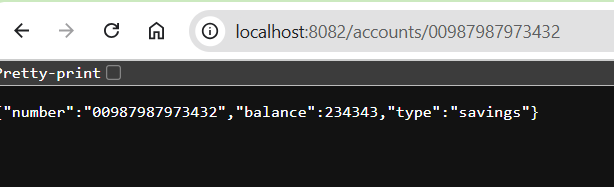 localhost:8082/accounts/00987987973432
Pretty-print
{"number":"00987987973432","balance":234343,"type":"savings"}